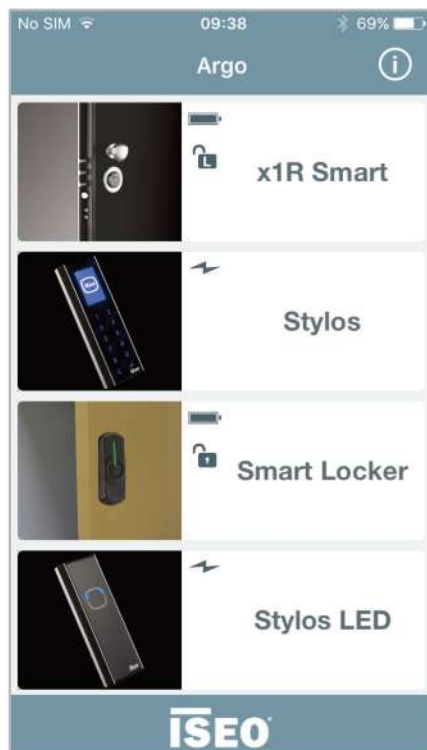 No SIM 09:38 69%
Argo
i
L
x1R Smart
Stylos
Smart Locker
Stylos LED
ISEO